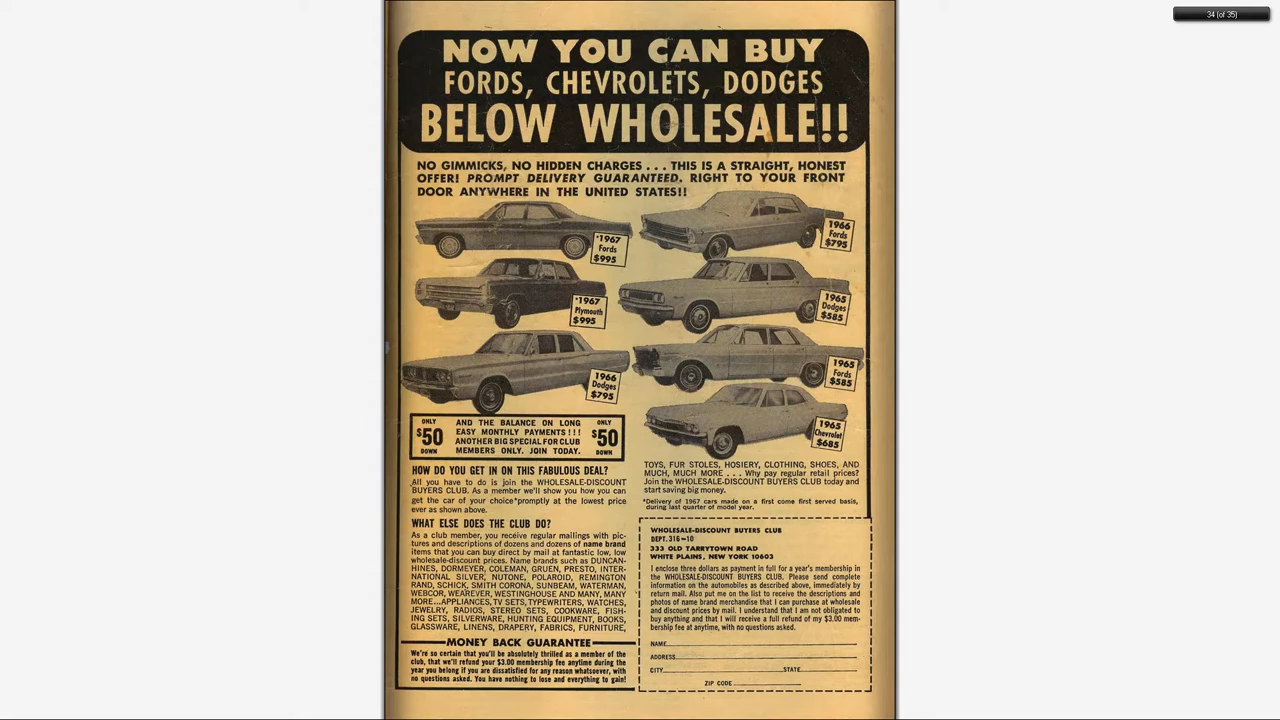 34 (of 35)
NOW YOU CAN BUY
FORDS, CHEVROLETS, DODGES
BELOW WHOLESALE!!
NO GIMMICKS, NO HIDDEN CHARGES . . . THIS IS A STRAIGHT, HONEST
OFFER! PROMPT DELIVERY GUARANTEED. RIGHT TO YOUR FRONT
DOOR ANYWHERE IN THE UNITED STATES!!
*1967
Fords
$995
1966
Fords
$795
*1967
Plymouth
$995
1965
Dodges
$585
1966
Dodges
$795
1965
Fords
$585
1965
Chevrolet
$685
ONLY
$50
DOWN
AND THE BALANCE ON LONG
EASY MONTHLY PAYMENTS!!!
ANOTHER BIG SPECIAL FOR CLUB
MEMBERS ONLY. JOIN TODAY.
ONLY
$50
DOWN
HOW DO YOU GET IN ON THIS FABULOUS DEAL?
All you have to do is join the WHOLESALE-DISCOUNT
BUYERS CLUB. As a member we'll show you how you can
get the car of your choice*promptly at the lowest price
ever as shown above.
WHAT ELSE DOES THE CLUB DO?
As a club member, you receive regular mailings with pic-
tures and descriptions of dozens and dozens of name brand
items that you can buy direct by mail at fantastic low, low
wholesale-discount prices. Name brands such as DUNCAN-
HINES, DORMEYER, COLEMAN, GRUEN, PRESTO, INTER-
NATIONAL SILVER, NUTONE, POLAROID, REMINGTON
RAND, SCHICK, SMITH CORONA, SUNBEAM, WATERMAN,
WEBCOR, WEAREVER, WESTINGHOUSE AND MANY, MANY
MORE...APPLIANCES, TV SETS, TYPEWRITERS, WATCHES,
JEWELRY, RADIOS, STEREO SETS, COOKWARE, FISH-
ING SETS, SILVERWARE, HUNTING EQUIPMENT, BOOKS,
GLASSWARE, LINENS, DRAPERY, FABRICS, FURNITURE,
TOYS, FUR STOLES, HOSIERY, CLOTHING, SHOES, AND
MUCH, MUCH MORE . . . Why pay regular retail prices?
Join the WHOLESALE-DISCOUNT BUYERS CLUB today and
start saving big money.
*Delivery of 1967 cars made on a first come first served basis,
during last quarter of model year.
MONEY BACK GUARANTEE
We're so certain that you'll be absolutely thrilled as a member of the
club, that we'll refund your $3.00 membership fee anytime during the
year you belong if you are dissatisfied for any reason whatsoever, with
no questions asked. You have nothing to lose and everything to gain!
WHOLESALE-DISCOUNT BUYERS CLUB
DEPT. 316-10
333 OLD TARRYTOWN ROAD
WHITE PLAINS, NEW YORK 10603
I enclose three dollars as payment in full for a year's membership in
the WHOLESALE-DISCOUNT BUYERS CLUB. Please send complete
information on the automobiles as described above, immediately by
return mail. Also put me on the list to receive the descriptions and
photos of name brand merchandise that I can purchase at wholesale
and discount prices by mail. I understand that I am not obligated to
buy anything and that I will receive a full refund of my $3.00 mem-
bership fee at anytime, with no questions asked.
NAME
ADDRESS
CITY STATE
ZIP CODE